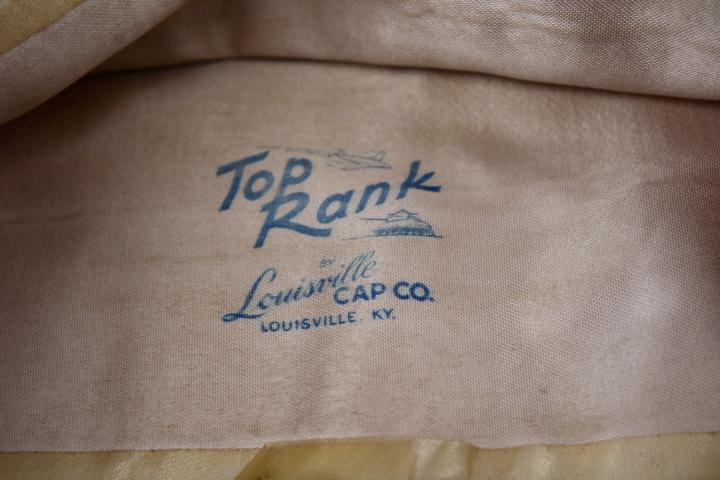 Top
Rank
BY
Louisville
CAP CO.
LOUISVILLE, KY.